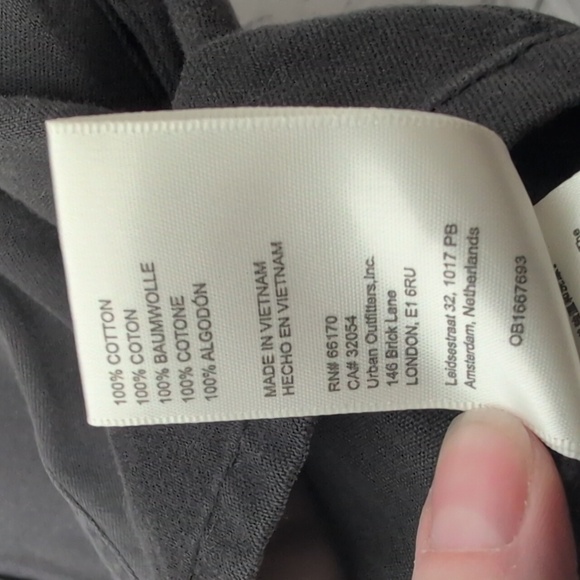 100% COTTON
100% COTON
100% BAUMWOLLE
100% COTONE
100% ALGODÓN
MADE IN VIETNAM
HECHO EN VIETNAM
RN# 66170
CA# 32054
Urban Outfitters,Inc.
146 Brick Lane
LONDON, E1 6RU
Leidsestraat 32, 1017 PB
Amsterdam, Netherlands
OB1667693